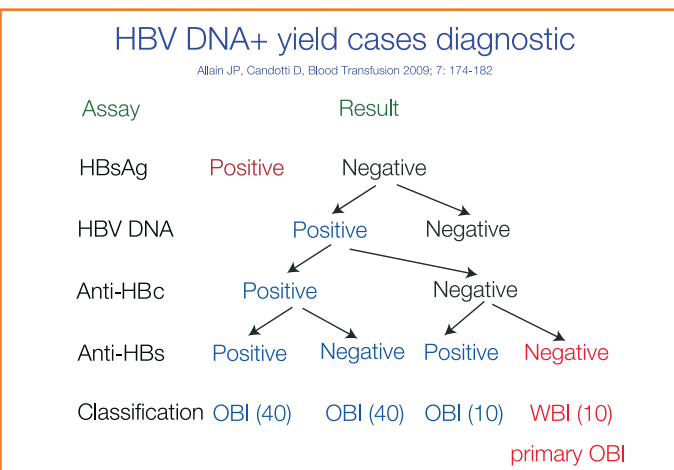 HBV DNA+ yield cases diagnostic
Allain JP, Candotti D, Blood Transfusion 2009; 7: 174-182
Assay Result
HBsAg Positive Negative
HBV DNA Positive Negative
Anti-HBc Positive Negative
Anti-HBs Positive Negative Positive Negative
Classification OBI (40) OBI (40) OBI (10) WBI (10)
primary OBI